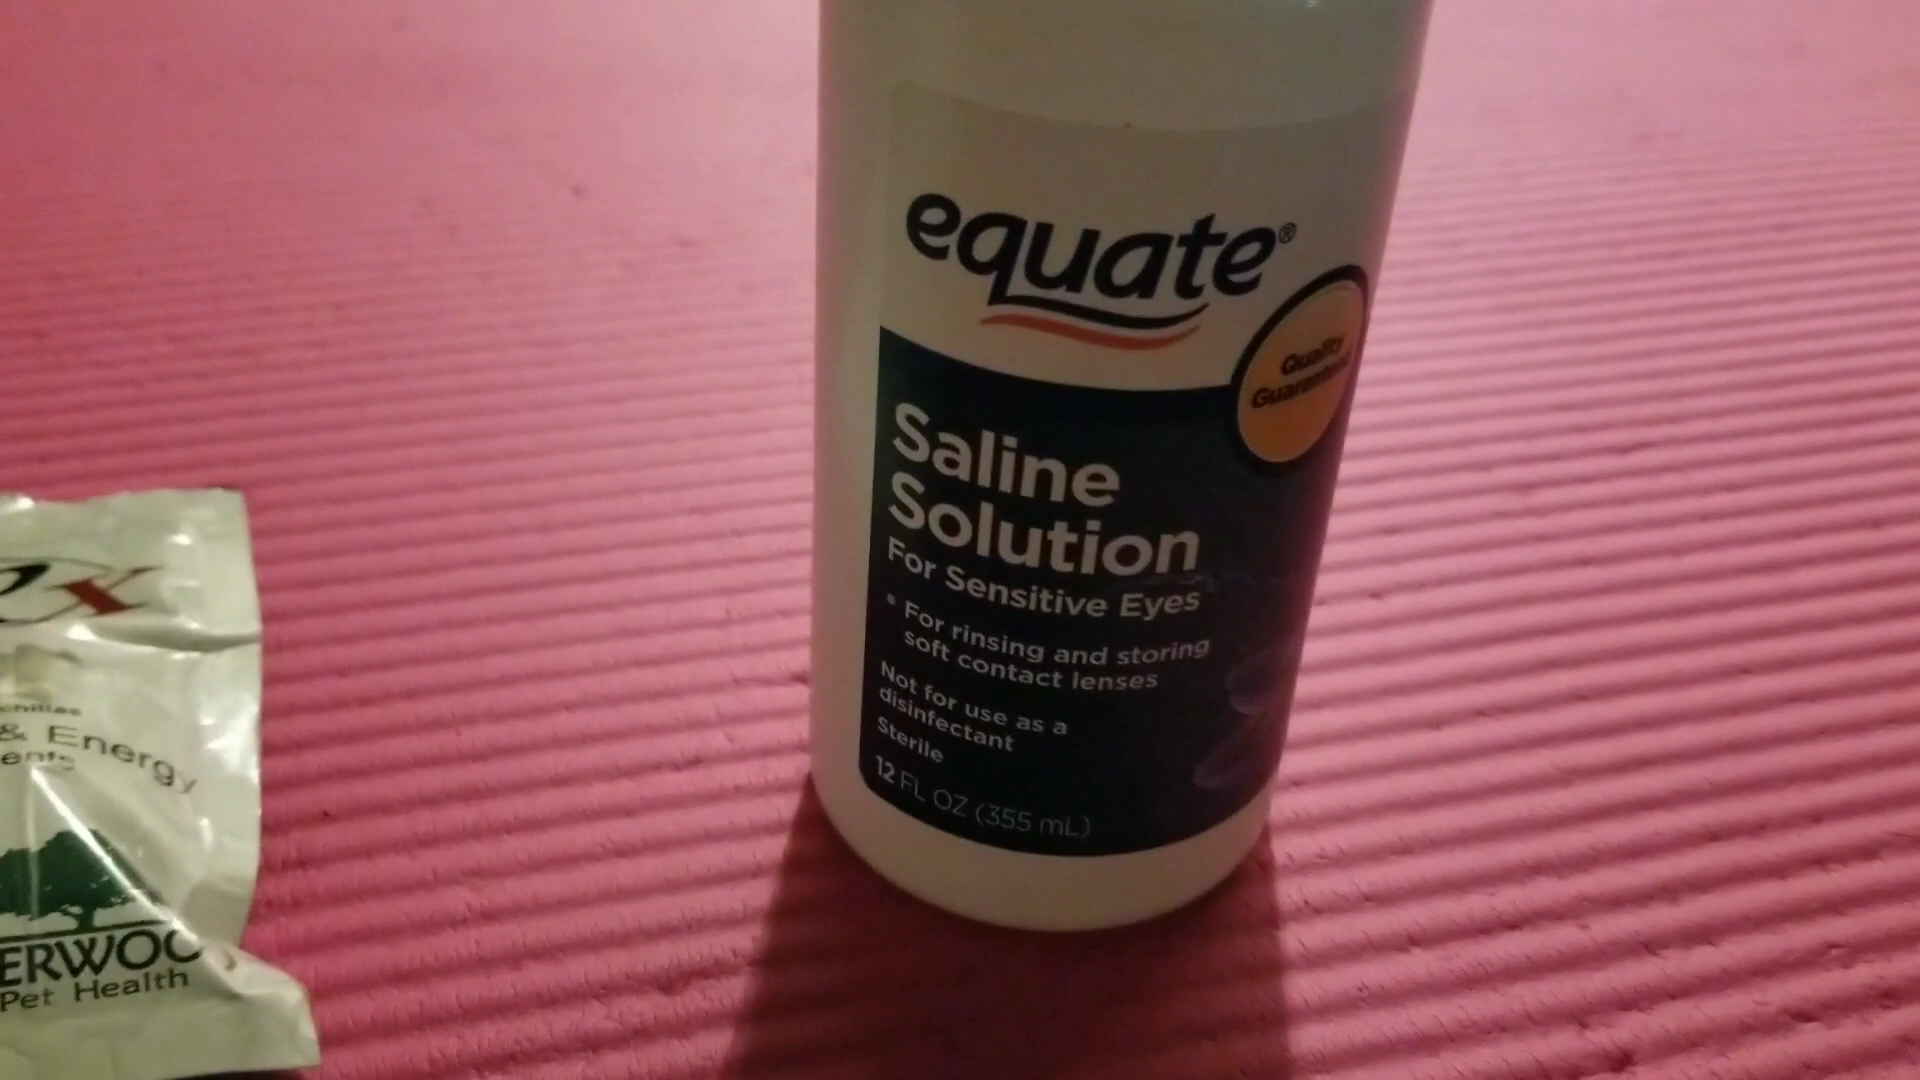 equate®
Quality
Guaranteed
Saline
Solution
For Sensitive Eyes
• For rinsing and storing
soft contact lenses
Not for use as a
disinfectant
Sterile
12 FL OZ (355 mL)
X
& Energy
ERWOO
Pet Health